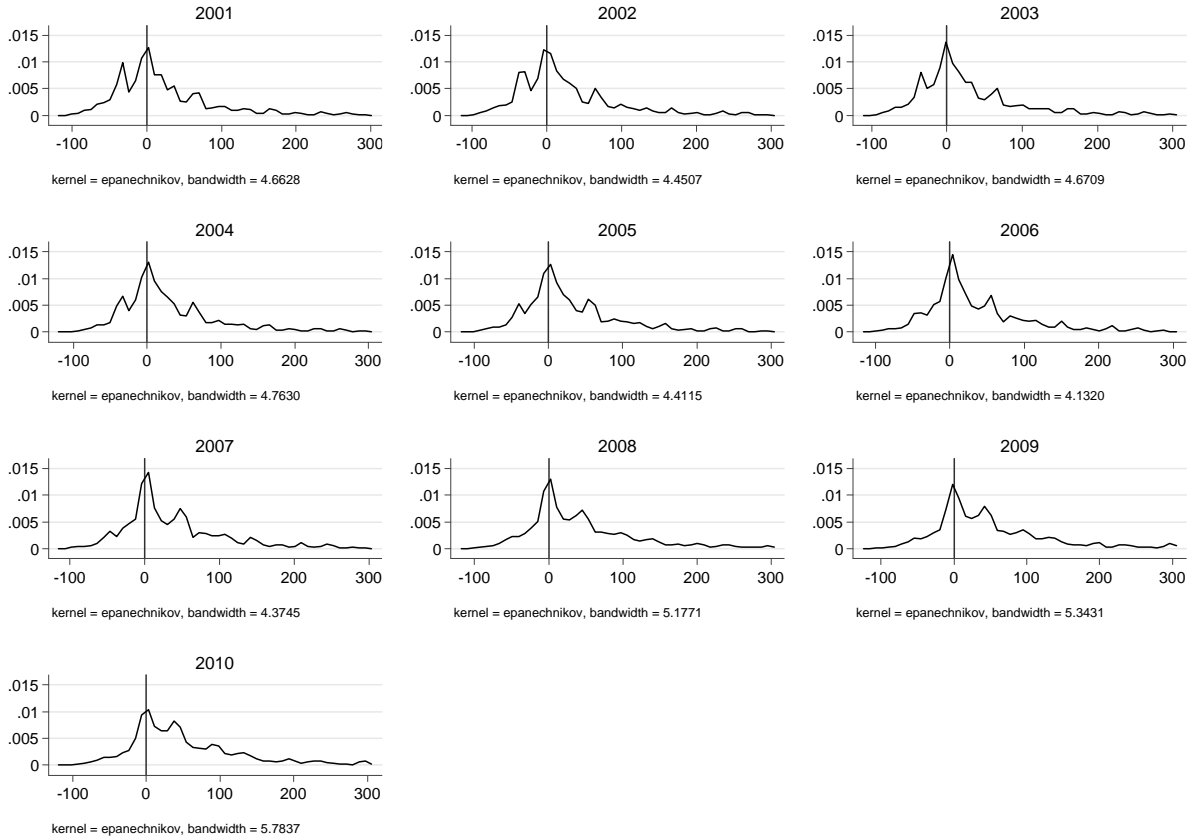 2001 2002 2003
.015 .015 .015
.01 .01 .01
.005 .005 .005
0 0 0
-100 0 100 200 300 -100 0 100 200 300 -100 0 100 200 300
kernel = epanechnikov, bandwidth = 4.6628 kernel = epanechnikov, bandwidth = 4.4507 kernel = epanechnikov, bandwidth = 4.6709
2004 2005 2006
.015 .015 .015
.01 .01 .01
.005 .005 .005
0 0 0
-100 0 100 200 300 -100 0 100 200 300 -100 0 100 200 300
kernel = epanechnikov, bandwidth = 4.7630 kernel = epanechnikov, bandwidth = 4.4115 kernel = epanechnikov, bandwidth = 4.1320
2007 2008 2009
.015 .015 .015
.01 .01 .01
.005 .005 .005
0 0 0
-100 0 100 200 300 -100 0 100 200 300 -100 0 100 200 300
kernel = epanechnikov, bandwidth = 4.3745 kernel = epanechnikov, bandwidth = 5.1771 kernel = epanechnikov, bandwidth = 5.3431
2010
.015
.01
.005
0
-100 0 100 200 300
kernel = epanechnikov, bandwidth = 5.7837